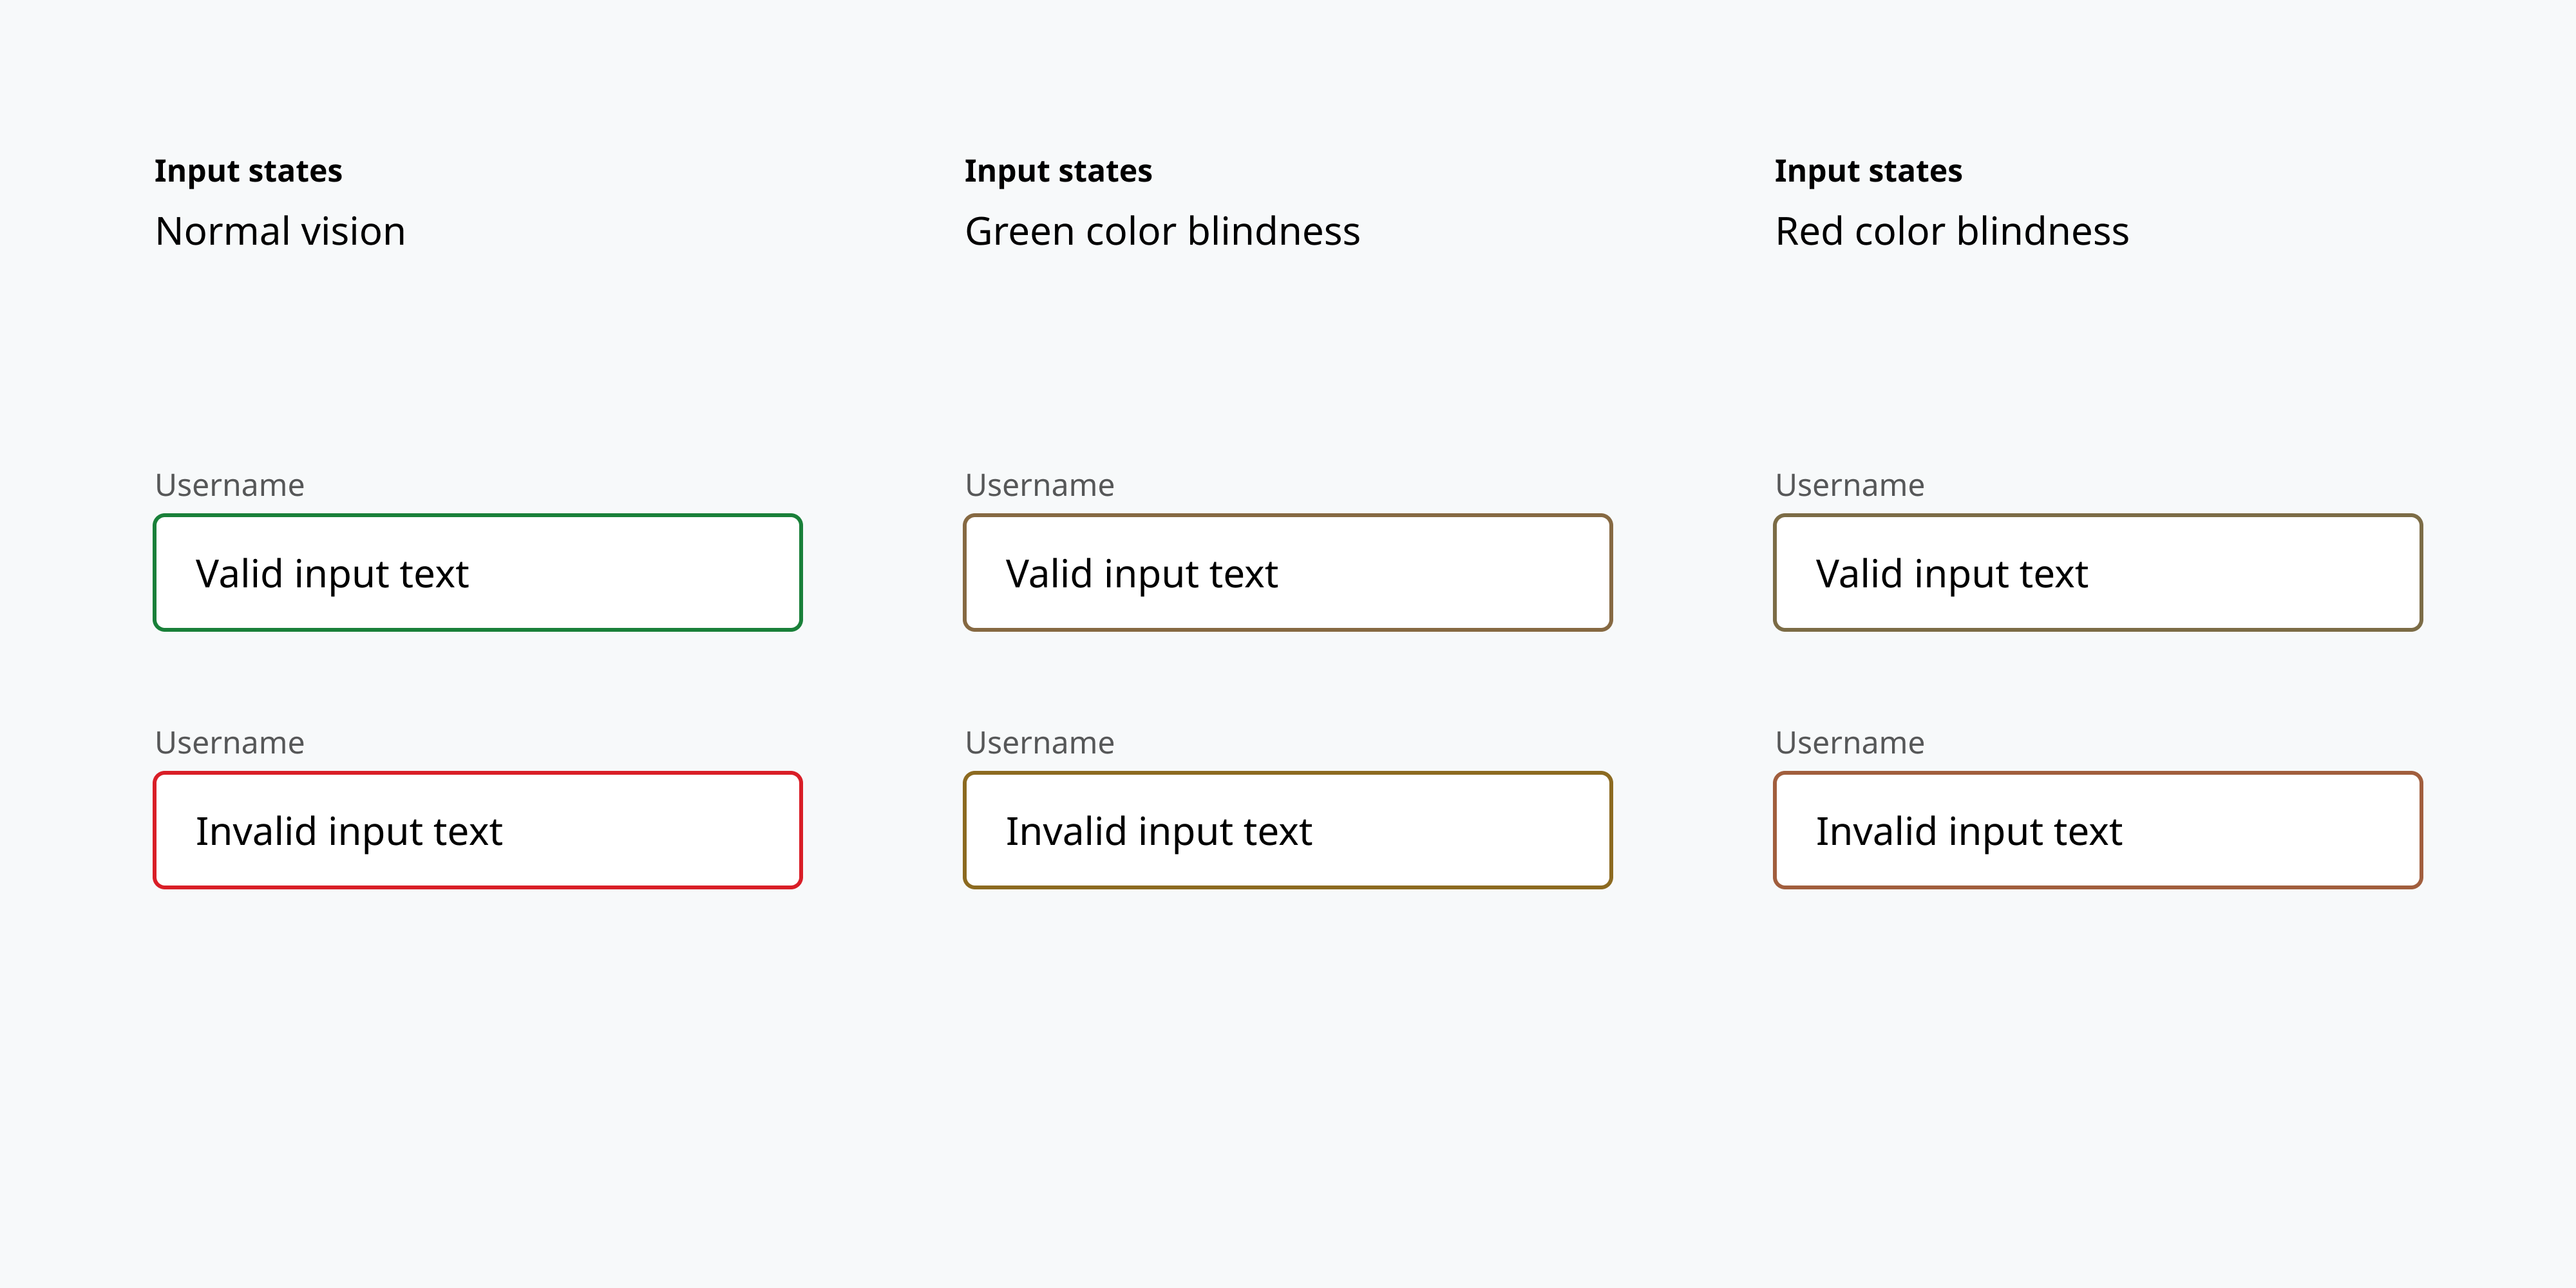 Input states
Normal vision
Username
Valid input text
Username
Invalid input text
Input states
Green color blindness
Username
Valid input text
Username
Invalid input text
Input states
Red color blindness
Username
Valid input text
Username
Invalid input text